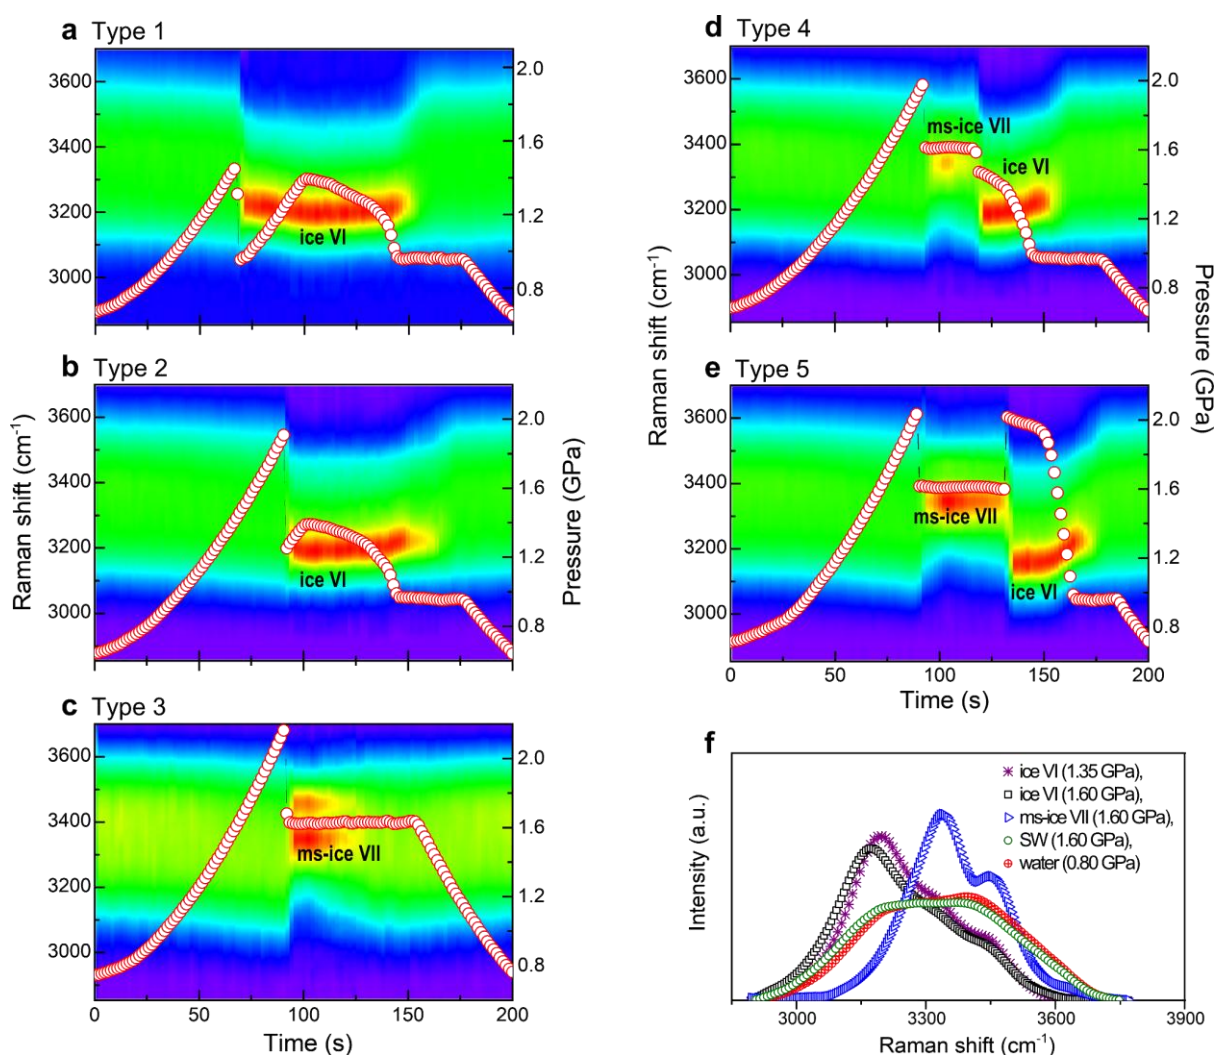 a Type 1
3600
3400
3200
3000
2.0
1.6
1.2
0.8
ice VI
b Type 2
3600
3400
3200
3000
2.0
1.6
1.2
0.8
ice VI
Raman shift (cm-1)
Pressure (GPa)
c Type 3
3600
3400
3200
3000
2.0
1.6
1.2
0.8
ms-ice VII
0 50 100 150 200
Time (s)
d Type 4
3600
3400
3200
3000
2.0
1.6
1.2
0.8
ms-ice VII
ice VI
Raman shift (cm-1)
Pressure (GPa)
e Type 5
3600
3400
3200
3000
2.0
1.6
1.2
0.8
ms-ice VII
ice VI
0 50 100 150 200
Time (s)
f
Intensity (a.u.)
ice VI (1.35 GPa),
ice VI (1.60 GPa),
ms-ice VII (1.60 GPa),
SW (1.60 GPa),
water (0.80 GPa)
3000 3300 3600 3900
Raman shift (cm-1)